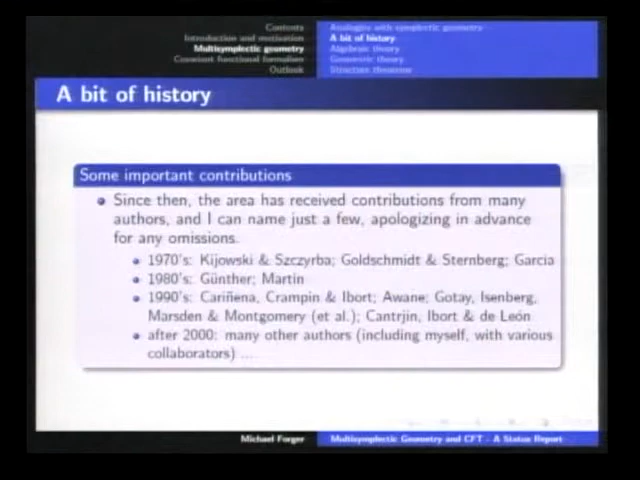 Contents
Introduction and motivation
Multisymplectic geometry
Covariant functional formalism
Outlook
Analogies with symplectic geometry
A bit of history
Algebraic theory
Geometric theory
Structure theorems
A bit of history
Some important contributions
Since then, the area has received contributions from many
authors, and I can name just a few, apologizing in advance
for any omissions.
1970's: Kijowski & Szczyrba; Goldschmidt & Sternberg; Garcia
1980's: Günther; Martin
1990's: Cariñena, Crampin & Ibort; Awane; Gotay, Isenberg,
Marsden & Montgomery (et al.); Cantrjin, Ibort & de León
after 2000: many other authors (including myself, with various
collaborators) ...
Michael Forger
Multisymplectic Geometry and CFT - A Status Report